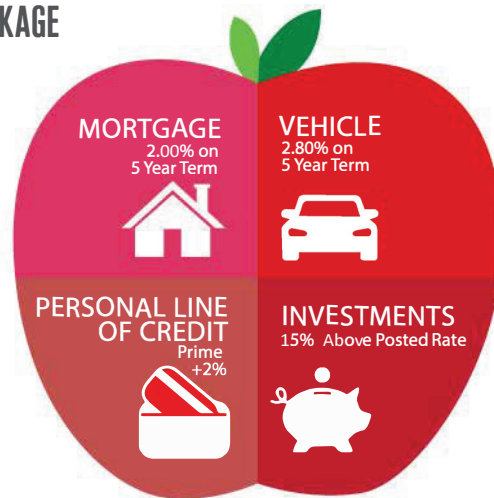 KAGE
MORTGAGE
2.00% on
5 Year Term
VEHICLE
2.80% on
5 Year Term
PERSONAL LINE
OF CREDIT
Prime
+2%
INVESTMENTS
15% Above Posted Rate